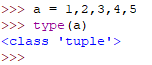 >>> a = 1,2,3,4,5
>>> type(a)
<class 'tuple'>
>>>